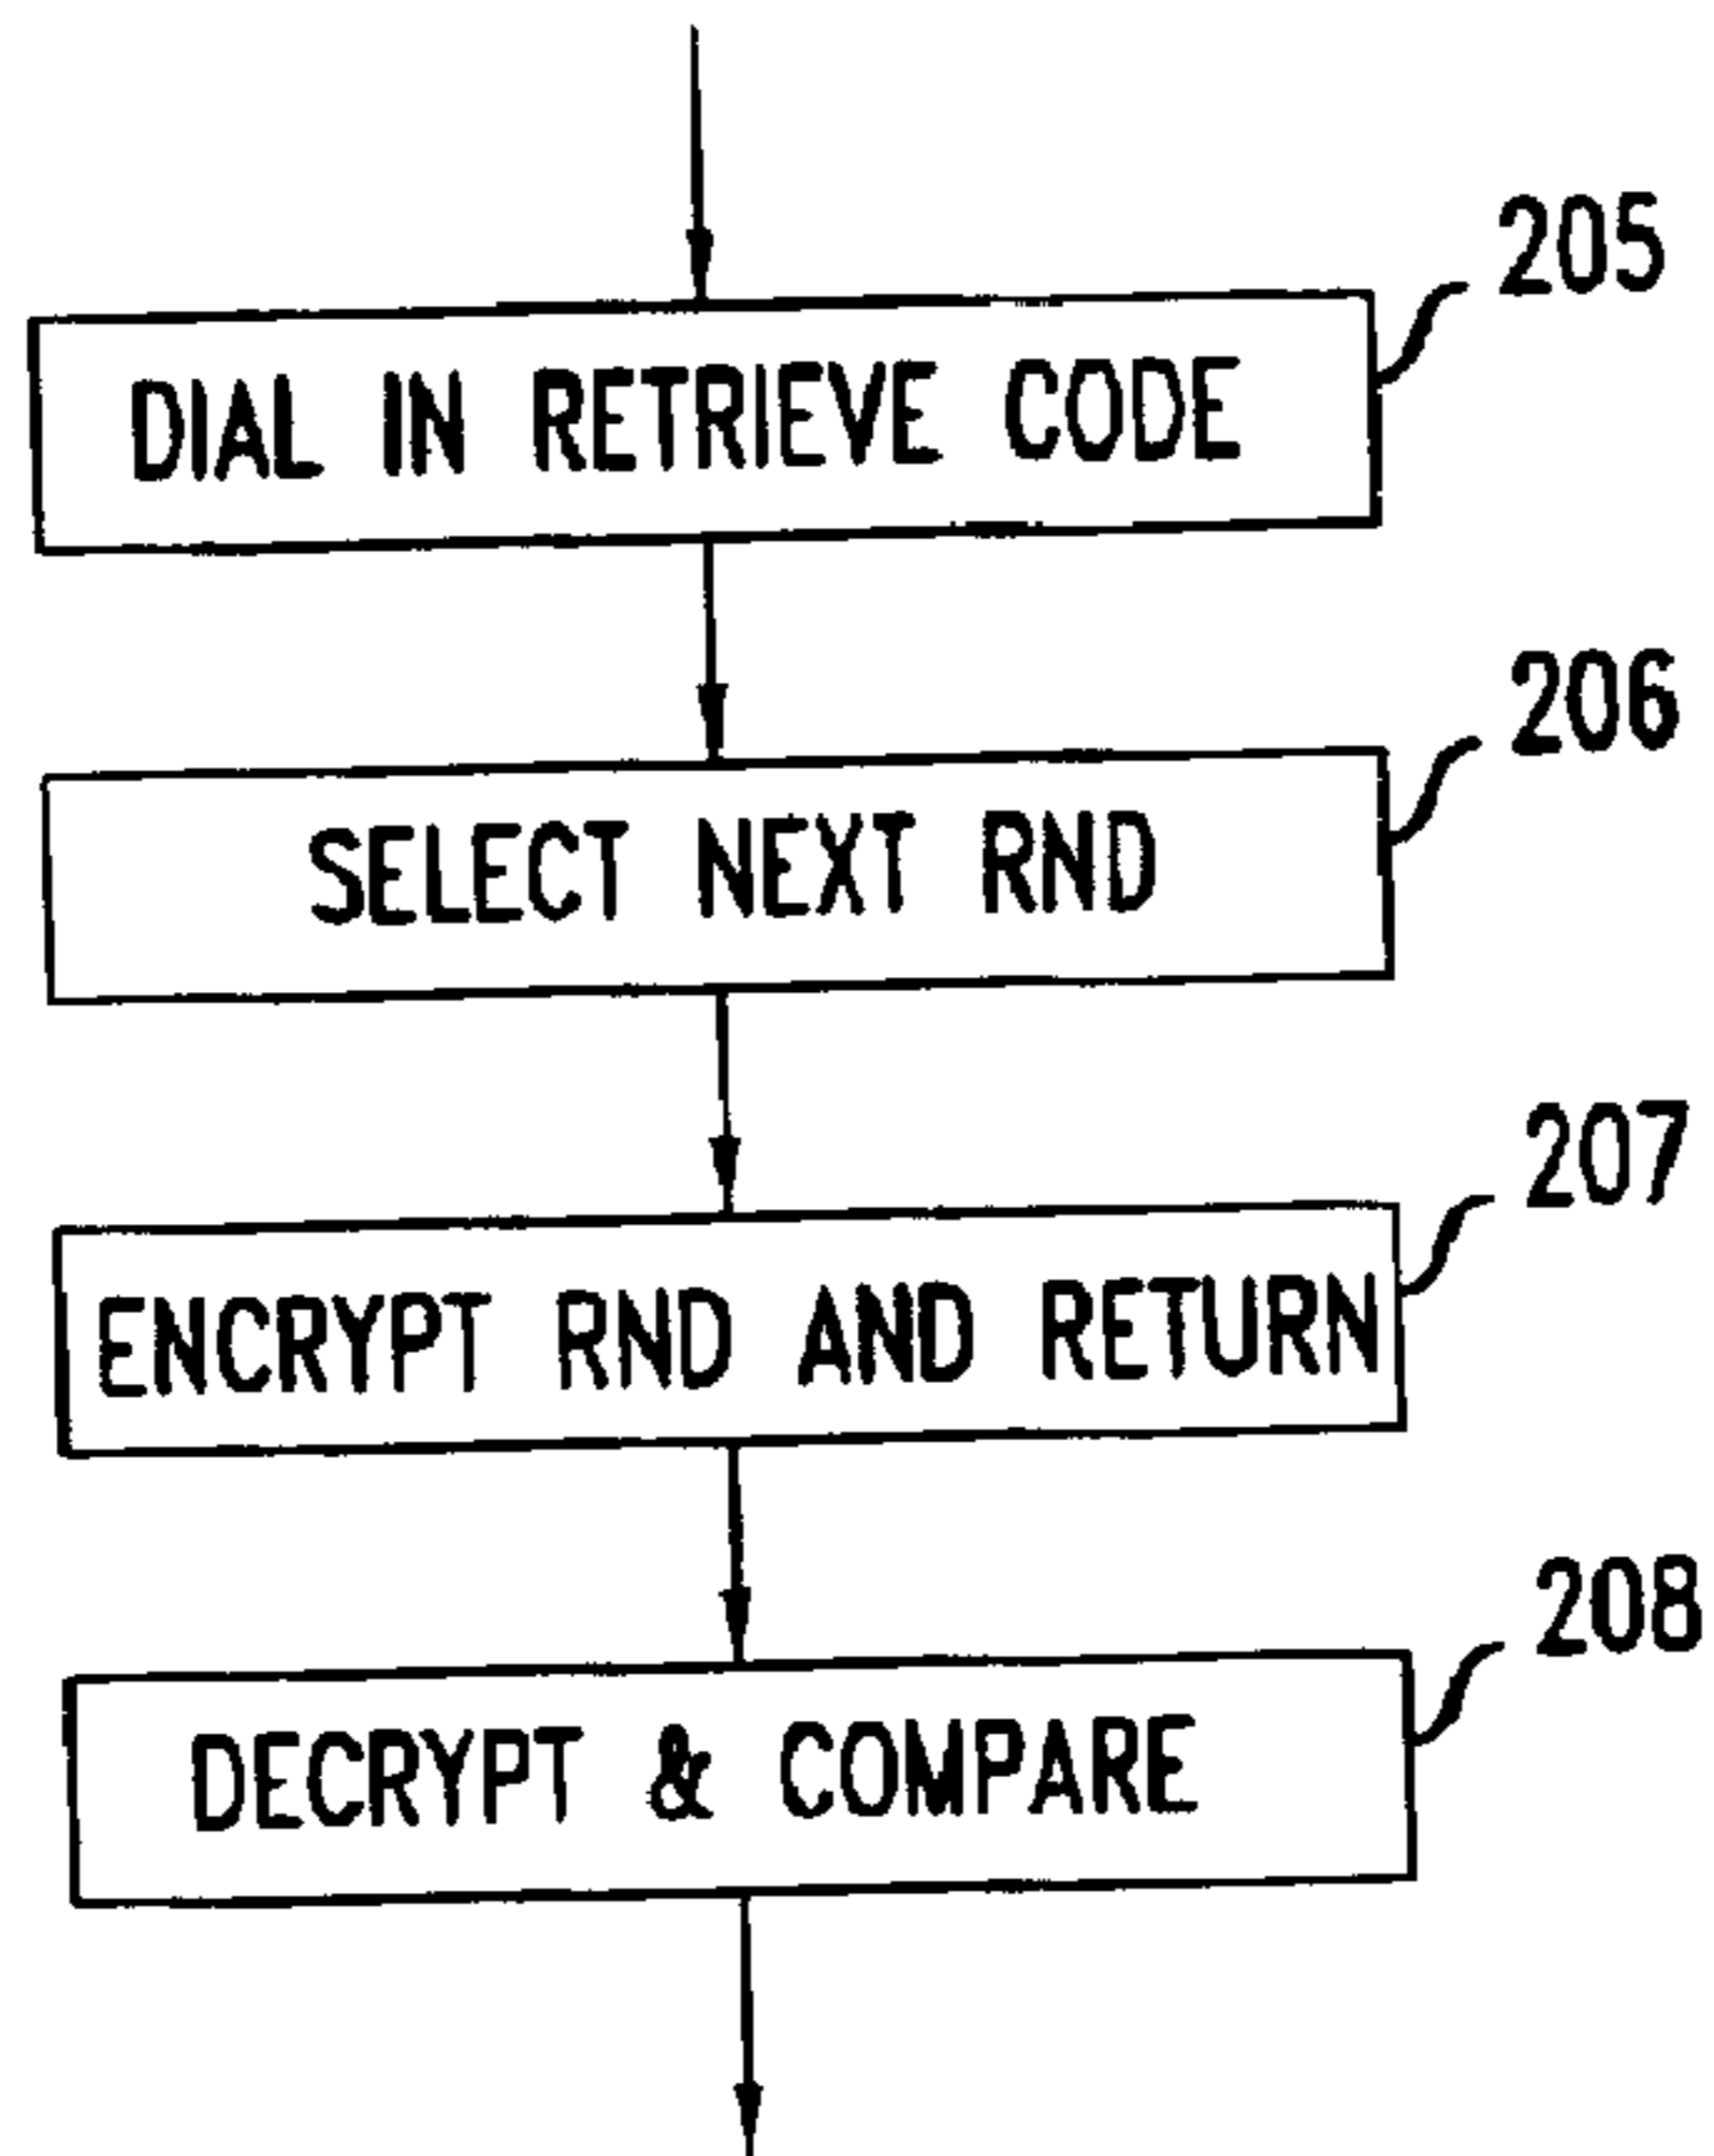 205
DIAL IN RETRIEVE CODE
206
SELECT NEXT RND
207
ENCRYPT RND AND RETURN
208
DECRYPT & COMPARE